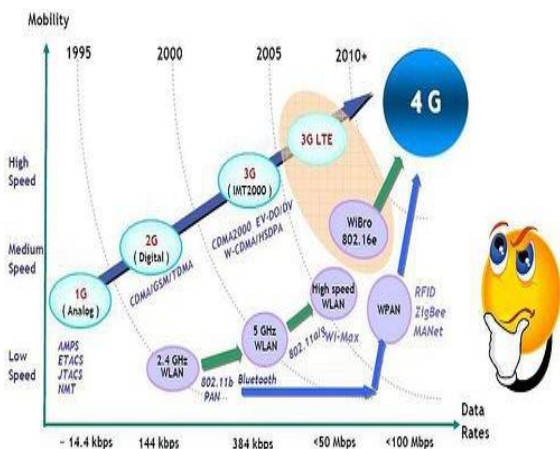 Mobility
1995
2000
2005
2010+
4 G
3G LTE
High
Speed
3G
( IMT2000)
CDMA2000 EV-DO/DV
W-CDMA/HSDPA
WiBro
802.16e
2G
( Digital)
CDMA/GSM/TDMA
Medium
Speed
1G
( Analog)
High speed
WLAN
WPAN
RFID
ZigBee
MANet
5 GHz
WLAN
802.11a/g
Wi-Max
AMPS
ETACS
JTACS
NMT
Low
Speed
2.4 GHz
WLAN
802.11b
PAN
Bluetooth
Data
Rates
~ 14.4 kbps
144 kbps
384 kbps
<50 Mbps
<100 Mbps